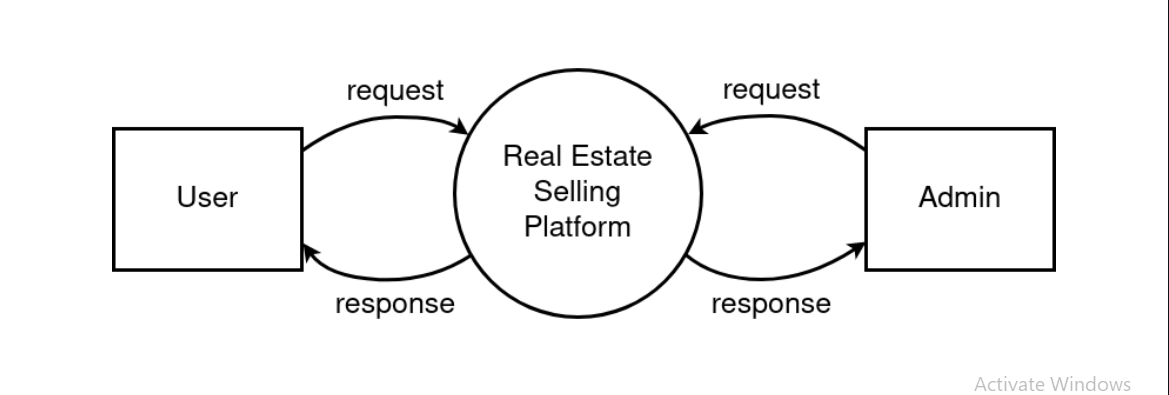 request
request
User
Real Estate
Selling
Platform
Admin
response
response
Activate Windows